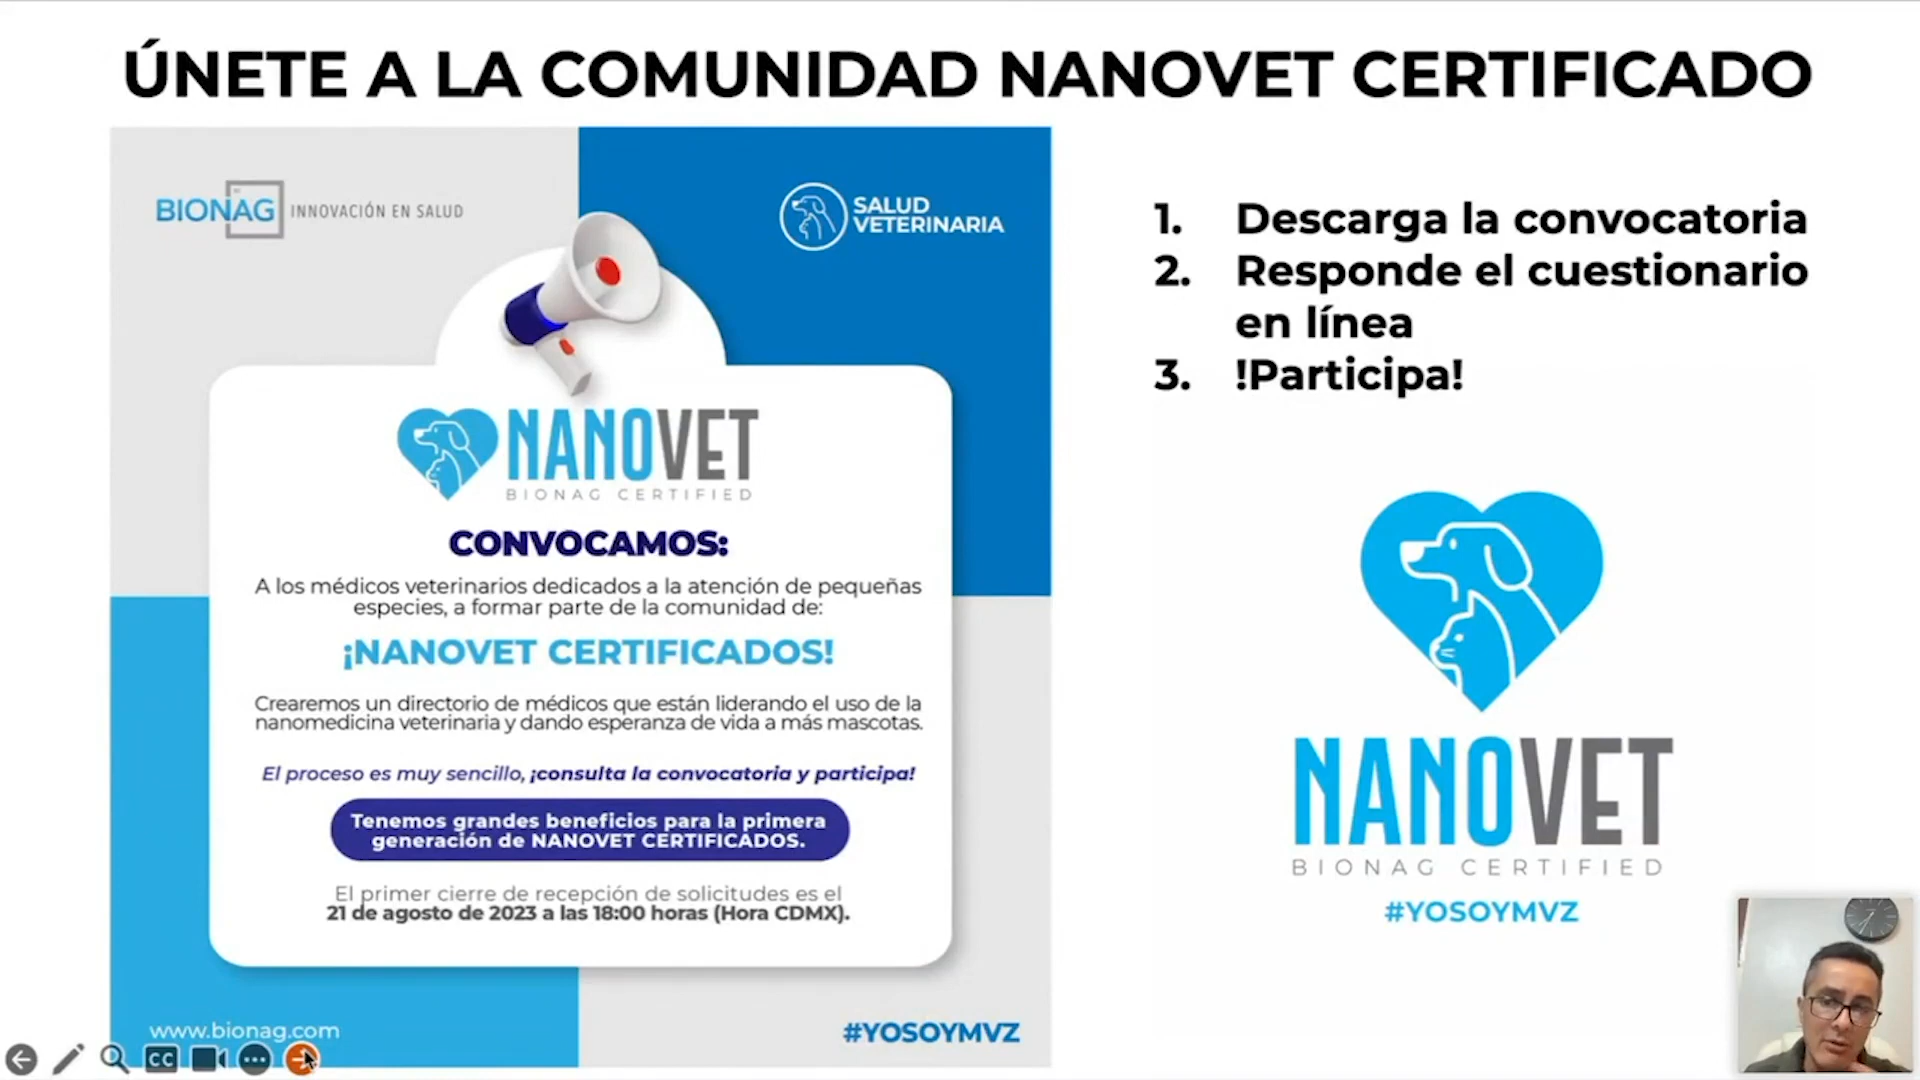 ÚNETE A LA COMUNIDAD NANOVET CERTIFICADO
BIONAG INNOVACIÓN EN SALUD
SALUD
VETERINARIA
NANOVET
BIONAG CERTIFIED
CONVOCAMOS:
A los médicos veterinarios dedicados a la atención de pequeñas
especies, a formar parte de la comunidad de:
¡NANOVET CERTIFICADOS!
Crearemos un directorio de médicos que están liderando el uso de la
nanomedicina veterinaria y dando esperanza de vida a más mascotas.
El proceso es muy sencillo, ¡consulta la convocatoria y participa!
Tenemos grandes beneficios para la primera
generación de NANOVET CERTIFICADOS.
El primer cierre de recepción de solicitudes es el
21 de agosto de 2023 a las 18:00 horas (Hora CDMX).
www.bionag.com
#YOSOYMVZ
1. Descarga la convocatoria
2. Responde el cuestionario
en línea
3. !Participa!
NANOVET
BIONAG CERTIFIED
#YOSOYMVZ
CC